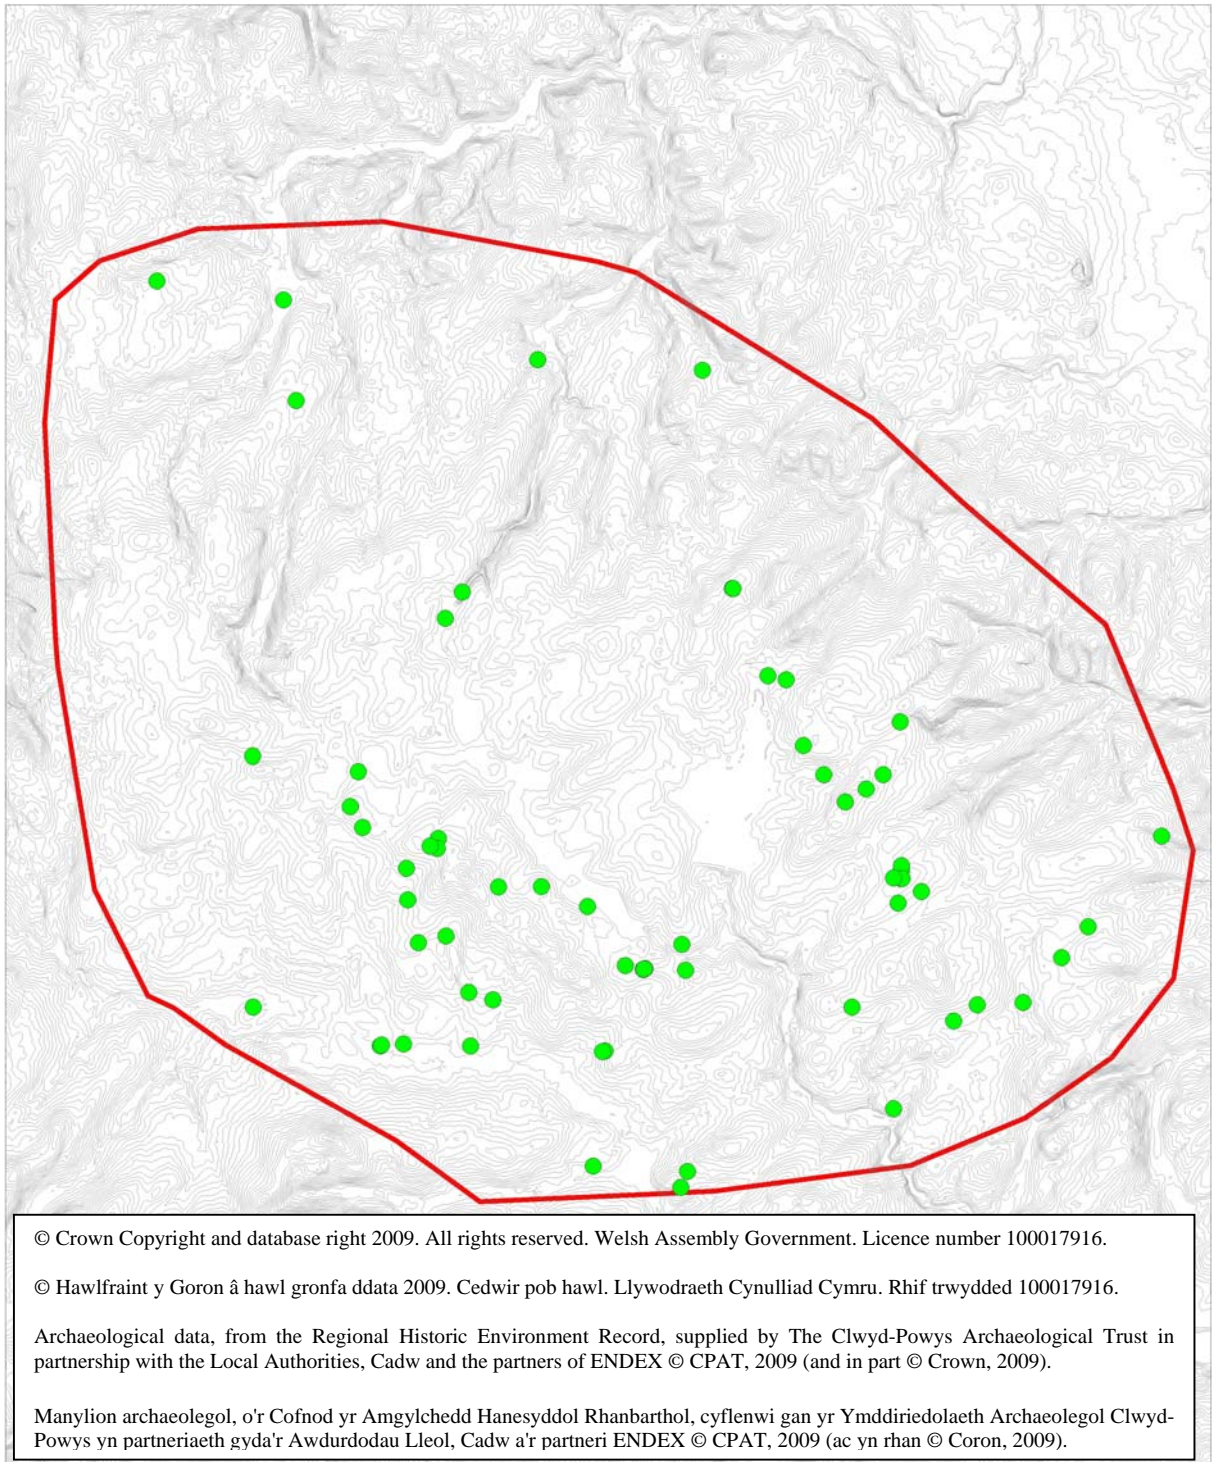 © Crown Copyright and database right 2009. All rights reserved. Welsh Assembly Government. Licence number 100017916.
© Hawlfraint y Goron â hawl gronfa ddata 2009. Cedwir pob hawl. Llywodraeth Cynulliad Cymru. Rhif trwydded 100017916.
Archaeological data, from the Regional Historic Environment Record, supplied by The Clwyd-Powys Archaeological Trust in
partnership with the Local Authorities, Cadw and the partners of ENDEX © CPAT, 2009 (and in part © Crown, 2009).
Manylion archaeolegol, o'r Cofnod yr Amgylchedd Hanesyddol Rhanbarthol, cyflenwi gan yr Ymddiriedolaeth Archaeolegol Clwyd-
Powys yn partneriaeth gyda'r Awdurdodau Lleol, Cadw a'r partneri ENDEX © CPAT, 2009 (ac yn rhan © Coron, 2009).